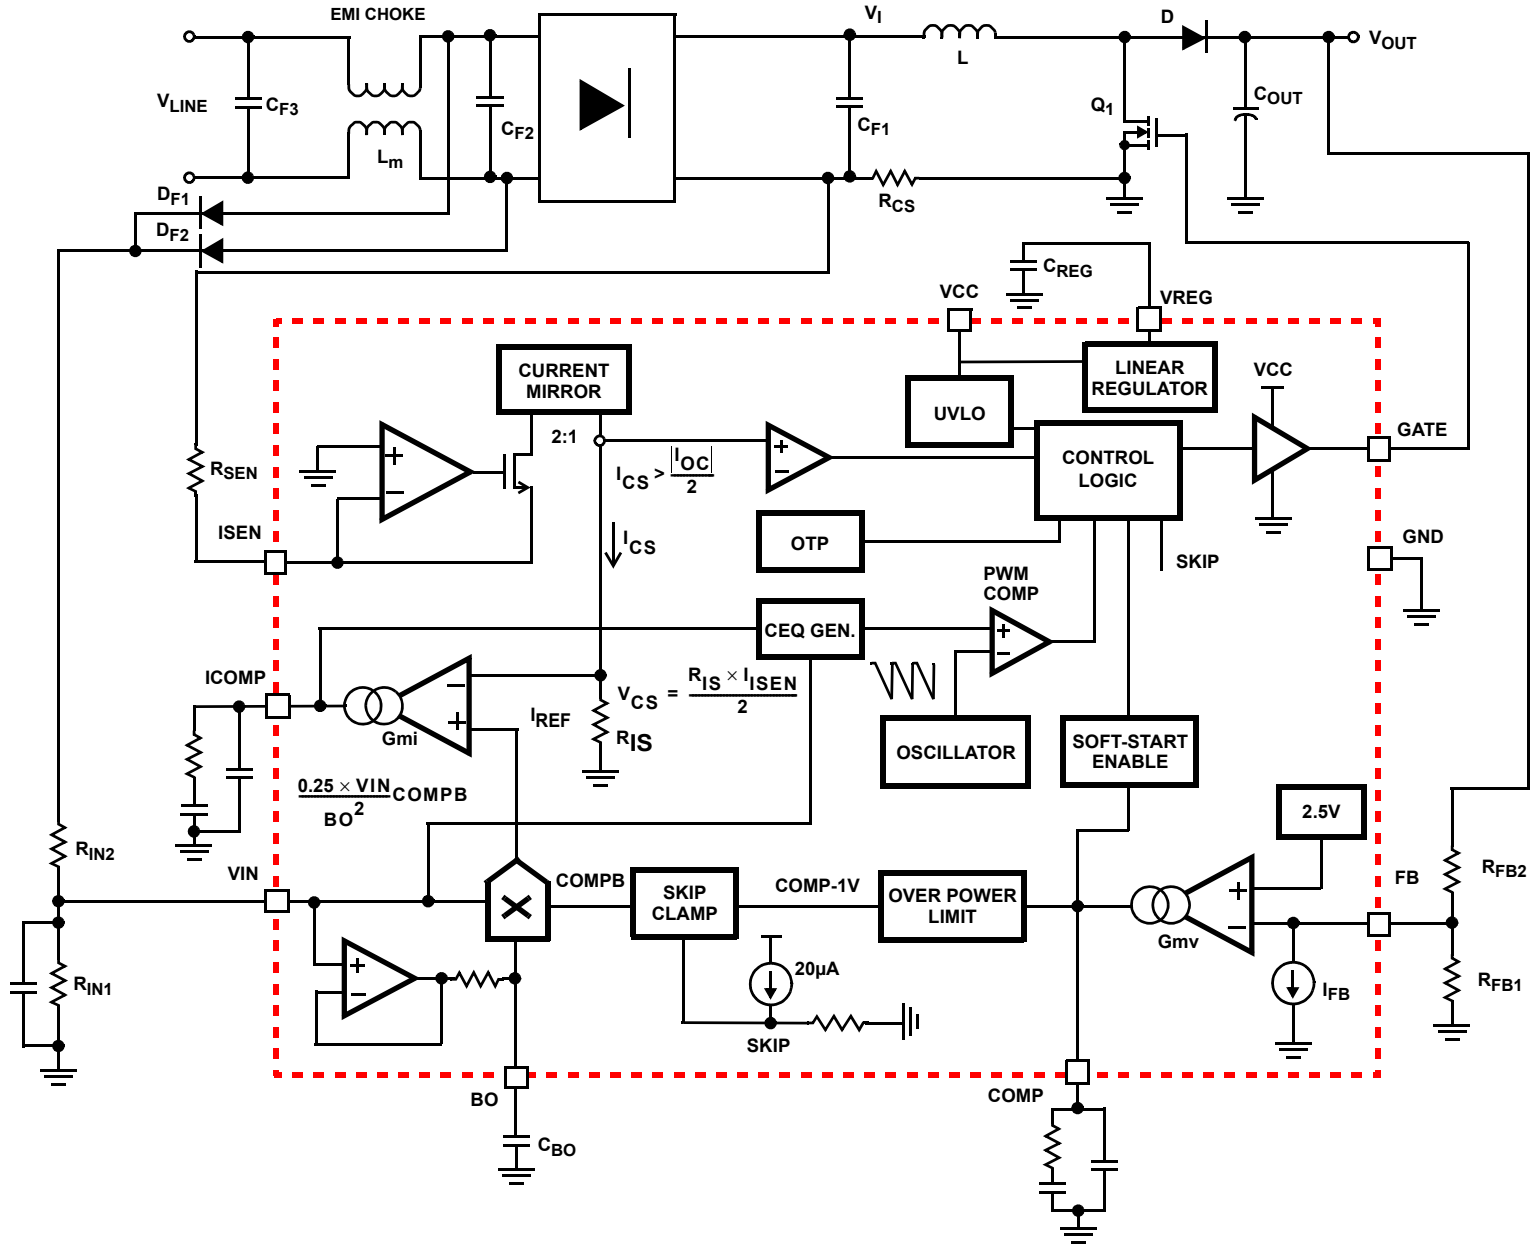 EMI CHOKE
VI
D
VOUT
L
VLINE
CF3
CF2
CF1
Q1
COUT
Lm
RCS
DF1
DF2
CREG
VCC
VREG
CURRENT
MIRROR
LINEAR
REGULATOR
VCC
UVLO
2:1
GATE
RSEN
ICS > |IOC|
2
CONTROL
LOGIC
ISEN
ICS
OTP
GND
SKIP
PWM
COMP
CEQ GEN.
ICOMP
VCS = RIS × IISEN
2
IREF
Gmi
RIS
OSCILLATOR
SOFT-START
ENABLE
0.25 × VIN
COMPB
BO2
2.5V
RIN2
VIN
COMPB
SKIP
CLAMP
COMP-1V
OVER POWER
LIMIT
FB
RFB2
Gmv
20µA
RIN1
IFB
RFB1
SKIP
BO
COMP
CBO